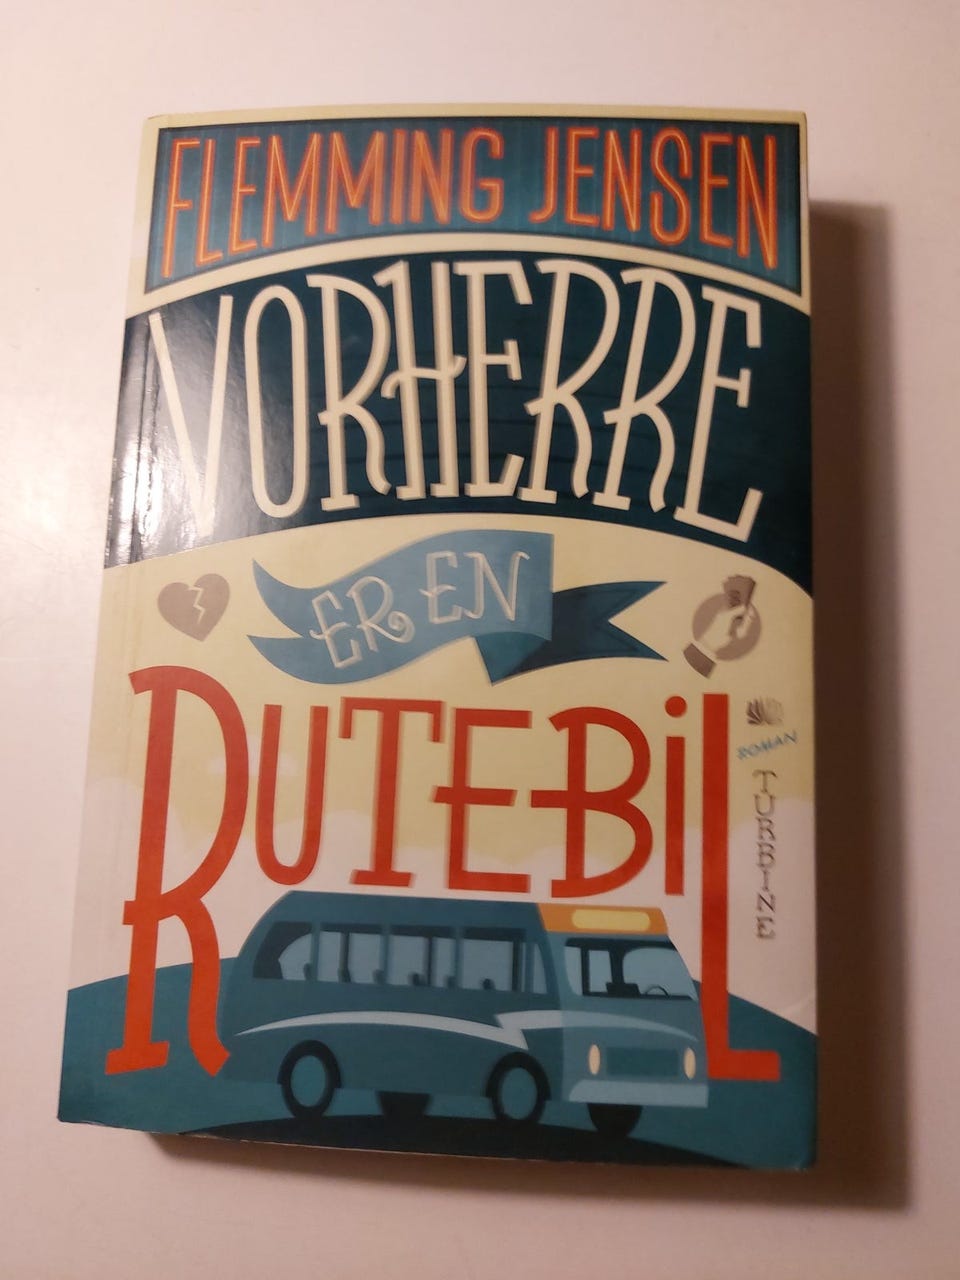 FLEMMING JENSEN
VORHERRE
ER EN
RUTEBiL
ROMAN
TURBINE